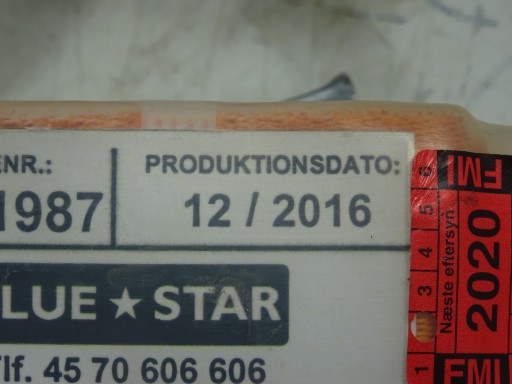 ENR.: PRODUKTIONSDATO:
1987 12 / 2016
LUE ★ STAR
lf. 45 70 606 606
FMI
Næste eftersyn
2020
FMI
6
5
4
3
1